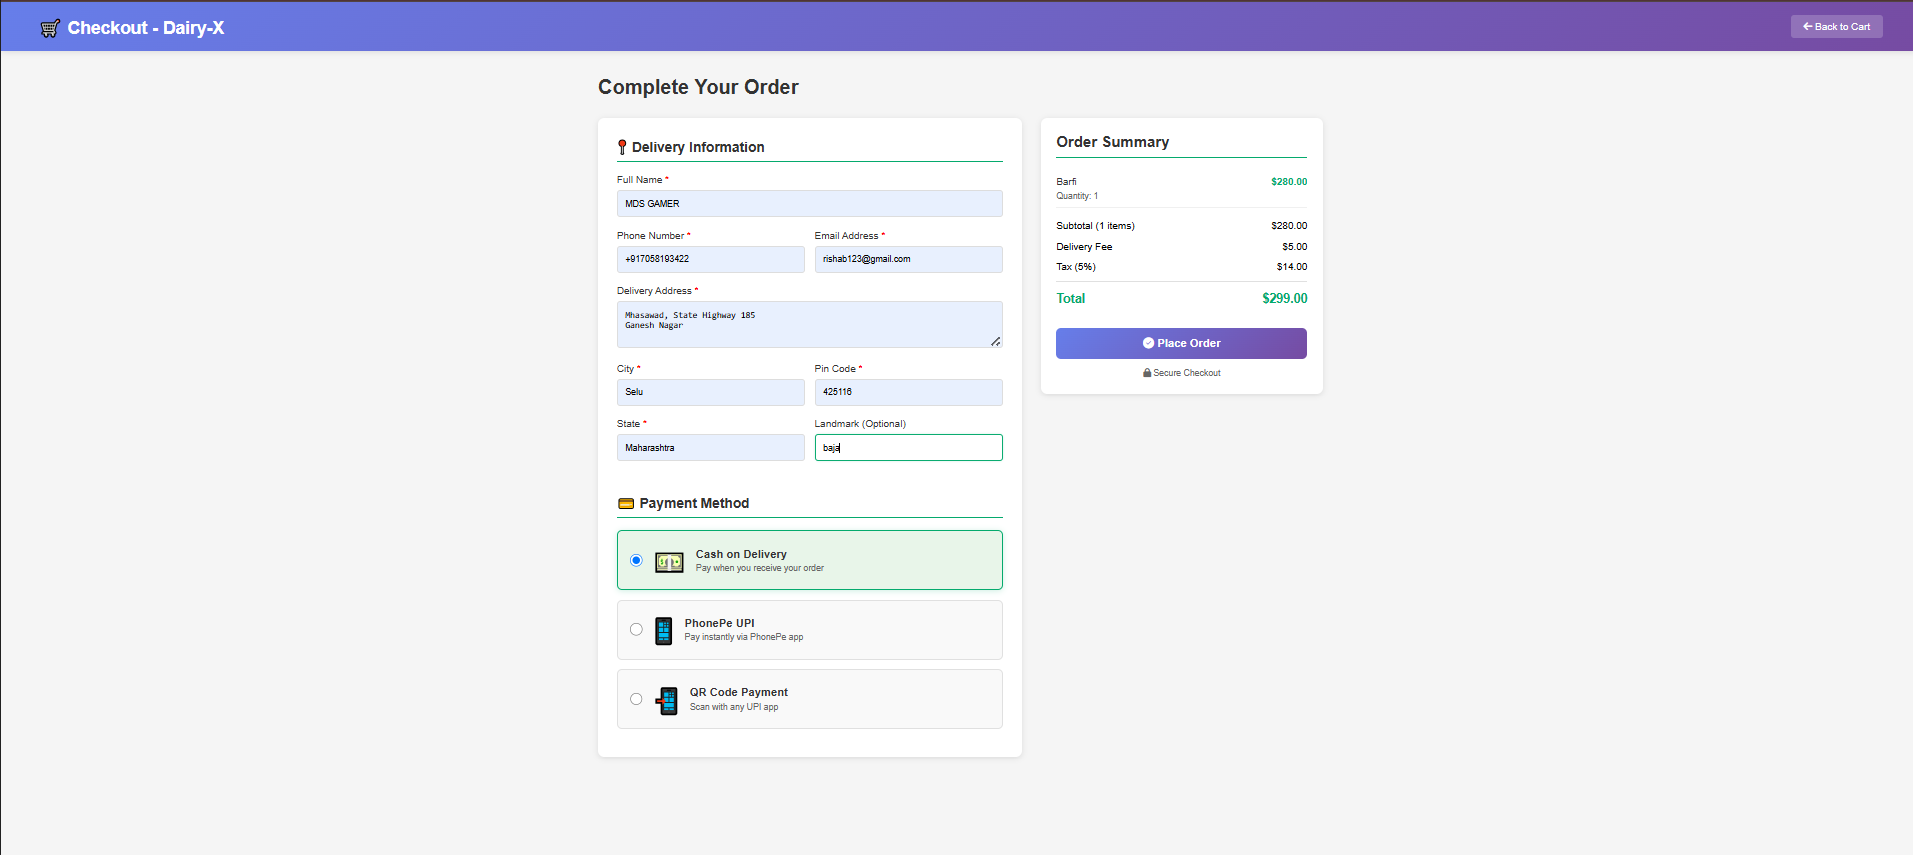 Checkout - Dairy-X
Back to Cart
Complete Your Order
Delivery Information
Full Name *
MDS GAMER
Phone Number *
Email Address *
+917058193422
rishab123@gmail.com
Delivery Address *
Mhasawad, State Highway 185
Ganesh Nagar
City *
Pin Code *
Selu
425116
State *
Landmark (Optional)
Maharashtra
baja
Payment Method
Cash on Delivery
Pay when you receive your order
PhonePe UPI
Pay instantly via PhonePe app
QR Code Payment
Scan with any UPI app
Order Summary
Barfi $280.00
Quantity: 1
Subtotal (1 items) $280.00
Delivery Fee $5.00
Tax (5%) $14.00
Total $299.00
Place Order
Secure Checkout